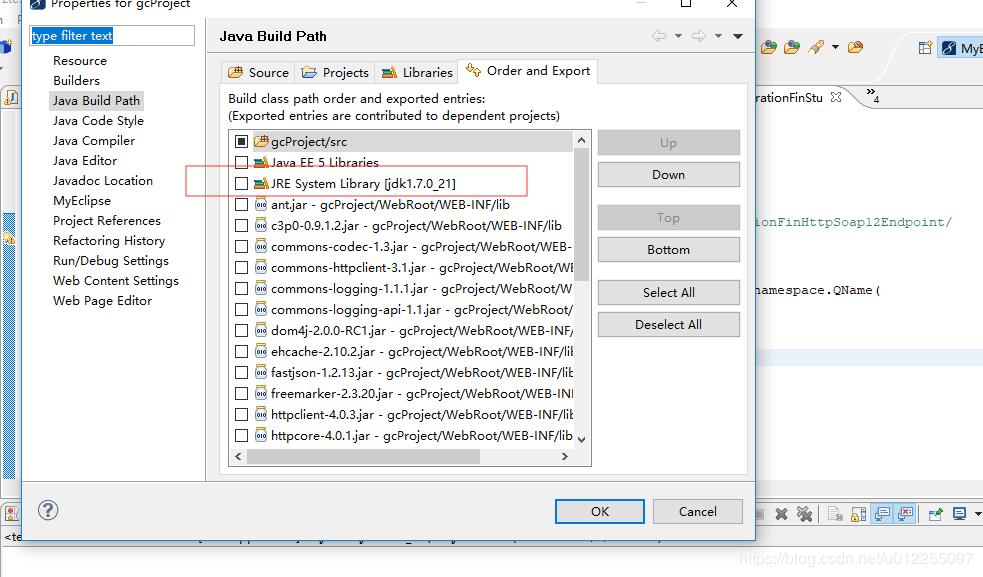 Properties for gcProject
type filter text
Resource
Builders
Java Build Path
Java Code Style
Java Compiler
Java Editor
Javadoc Location
MyEclipse
Project References
Refactoring History
Run/Debug Settings
Web Content Settings
Web Page Editor
Java Build Path
Source
Projects
Libraries
Order and Export
Build class path order and exported entries:
(Exported entries are contributed to dependent projects)
gcProject/src
Java EE 5 Libraries
JRE System Library [jdk1.7.0_21]
ant.jar - gcProject/WebRoot/WEB-INF/lib
c3p0-0.9.1.2.jar - gcProject/WebRoot/WEB-INF/lib
commons-codec-1.3.jar - gcProject/WebRoot/WEB-
commons-httpclient-3.1.jar - gcProject/WebRoot/WE
commons-logging-1.1.1.jar - gcProject/WebRoot/W
commons-logging-api-1.1.jar - gcProject/WebRoot/
dom4j-2.0.0-RC1.jar - gcProject/WebRoot/WEB-INF/
ehcache-2.10.2.jar - gcProject/WebRoot/WEB-INF/lib
fastjson-1.2.13.jar - gcProject/WebRoot/WEB-INF/lib
freemarker-2.3.20.jar - gcProject/WebRoot/WEB-INF/
httpclient-4.0.3.jar - gcProject/WebRoot/WEB-INF/lib
httpcore-4.0.1.jar - gcProject/WebRoot/WEB-INF/lib
Up
Down
Top
Bottom
Select All
Deselect All
OK
Cancel
MyE
rationFinStu
4
ionFinHttpSoap12Endpoint/
namespace.QName(
<te
https://blog.csdn.net/u012255097